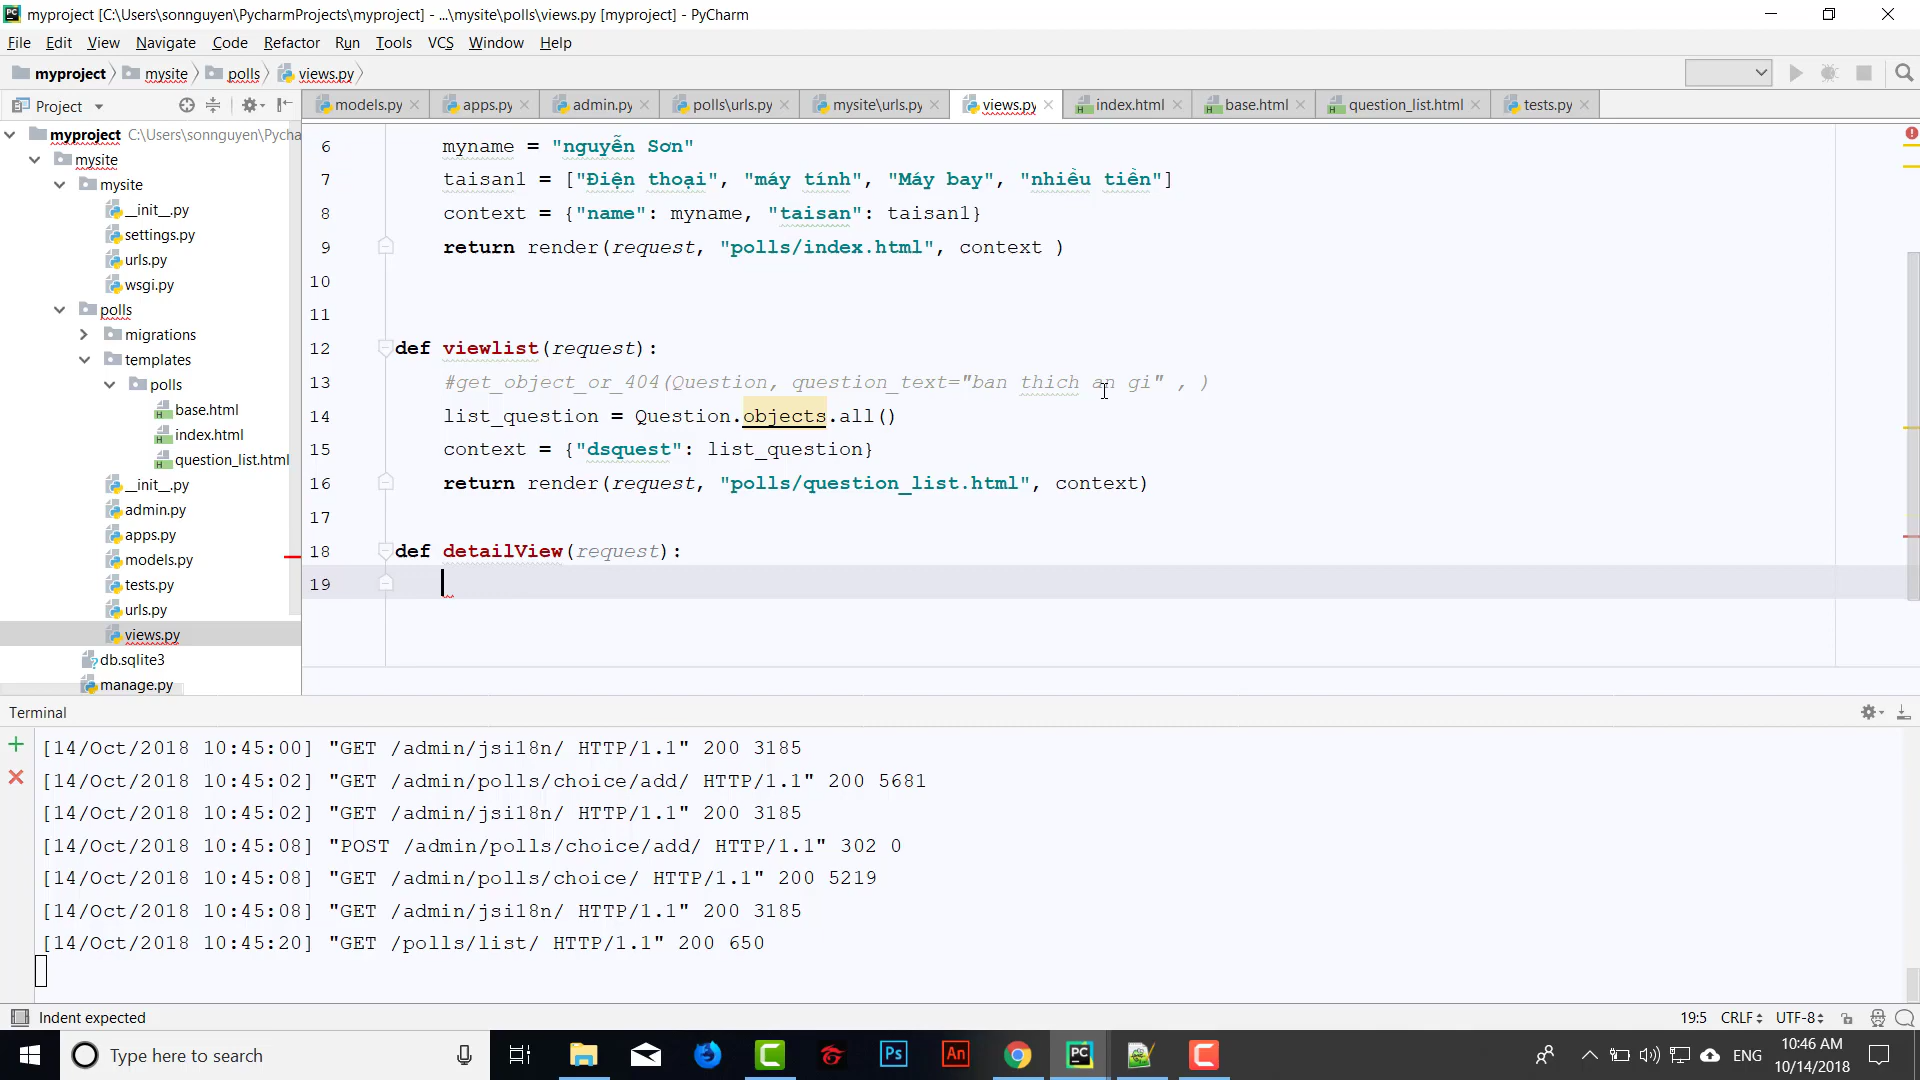 myproject [C:\Users\sonnguyen\PycharmProjects\myproject] - ...\mysite\polls\views.py [myproject] - PyCharm
File Edit View Navigate Code Refactor Run Tools VCS Window Help
myproject mysite polls views.py
Project
models.py apps.py admin.py polls\urls.py mysite\urls.py views.py index.html base.html question_list.html tests.py
myproject C:\Users\sonnguyen\Pycha
mysite
mysite
__init__.py
settings.py
urls.py
wsgi.py
polls
migrations
templates
polls
base.html
index.html
question_list.html
__init__.py
admin.py
apps.py
models.py
tests.py
urls.py
views.py
db.sqlite3
manage.py
6 myname = "nguyễn Sơn"
7 taisan1 = ["Điện thoại", "máy tính", "Máy bay", "nhiều tiền"]
8 context = {"name": myname, "taisan": taisan1}
9 return render(request, "polls/index.html", context )
10
11
12 def viewlist(request):
13 #get_object_or_404(Question, question_text="ban thich an gi" , )
14 list_question = Question.objects.all()
15 context = {"dsquest": list_question}
16 return render(request, "polls/question_list.html", context)
17
18 def detailView(request):
19
Terminal
[14/Oct/2018 10:45:00] "GET /admin/jsi18n/ HTTP/1.1" 200 3185
[14/Oct/2018 10:45:02] "GET /admin/polls/choice/add/ HTTP/1.1" 200 5681
[14/Oct/2018 10:45:02] "GET /admin/jsi18n/ HTTP/1.1" 200 3185
[14/Oct/2018 10:45:08] "POST /admin/polls/choice/add/ HTTP/1.1" 302 0
[14/Oct/2018 10:45:08] "GET /admin/polls/choice/ HTTP/1.1" 200 5219
[14/Oct/2018 10:45:08] "GET /admin/jsi18n/ HTTP/1.1" 200 3185
[14/Oct/2018 10:45:20] "GET /polls/list/ HTTP/1.1" 200 650
Indent expected 19:5 CRLF UTF-8
Type here to search
ENG
10:46 AM
10/14/2018